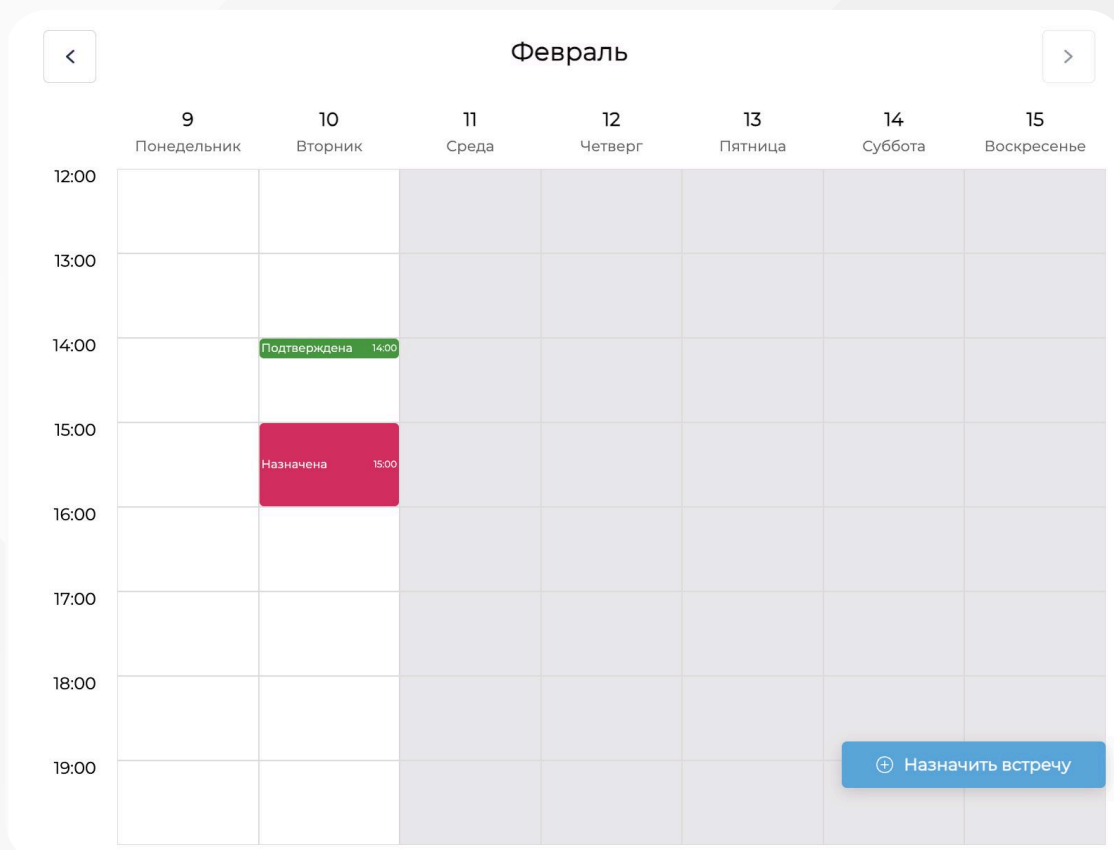 Февраль
9 10 11 12 13 14 15
Понедельник Вторник Среда Четверг Пятница Суббота Воскресенье
12:00
13:00
14:00 Подтверждена 14:00
15:00
Назначена 15:00
16:00
17:00
18:00
19:00 Назначить встречу